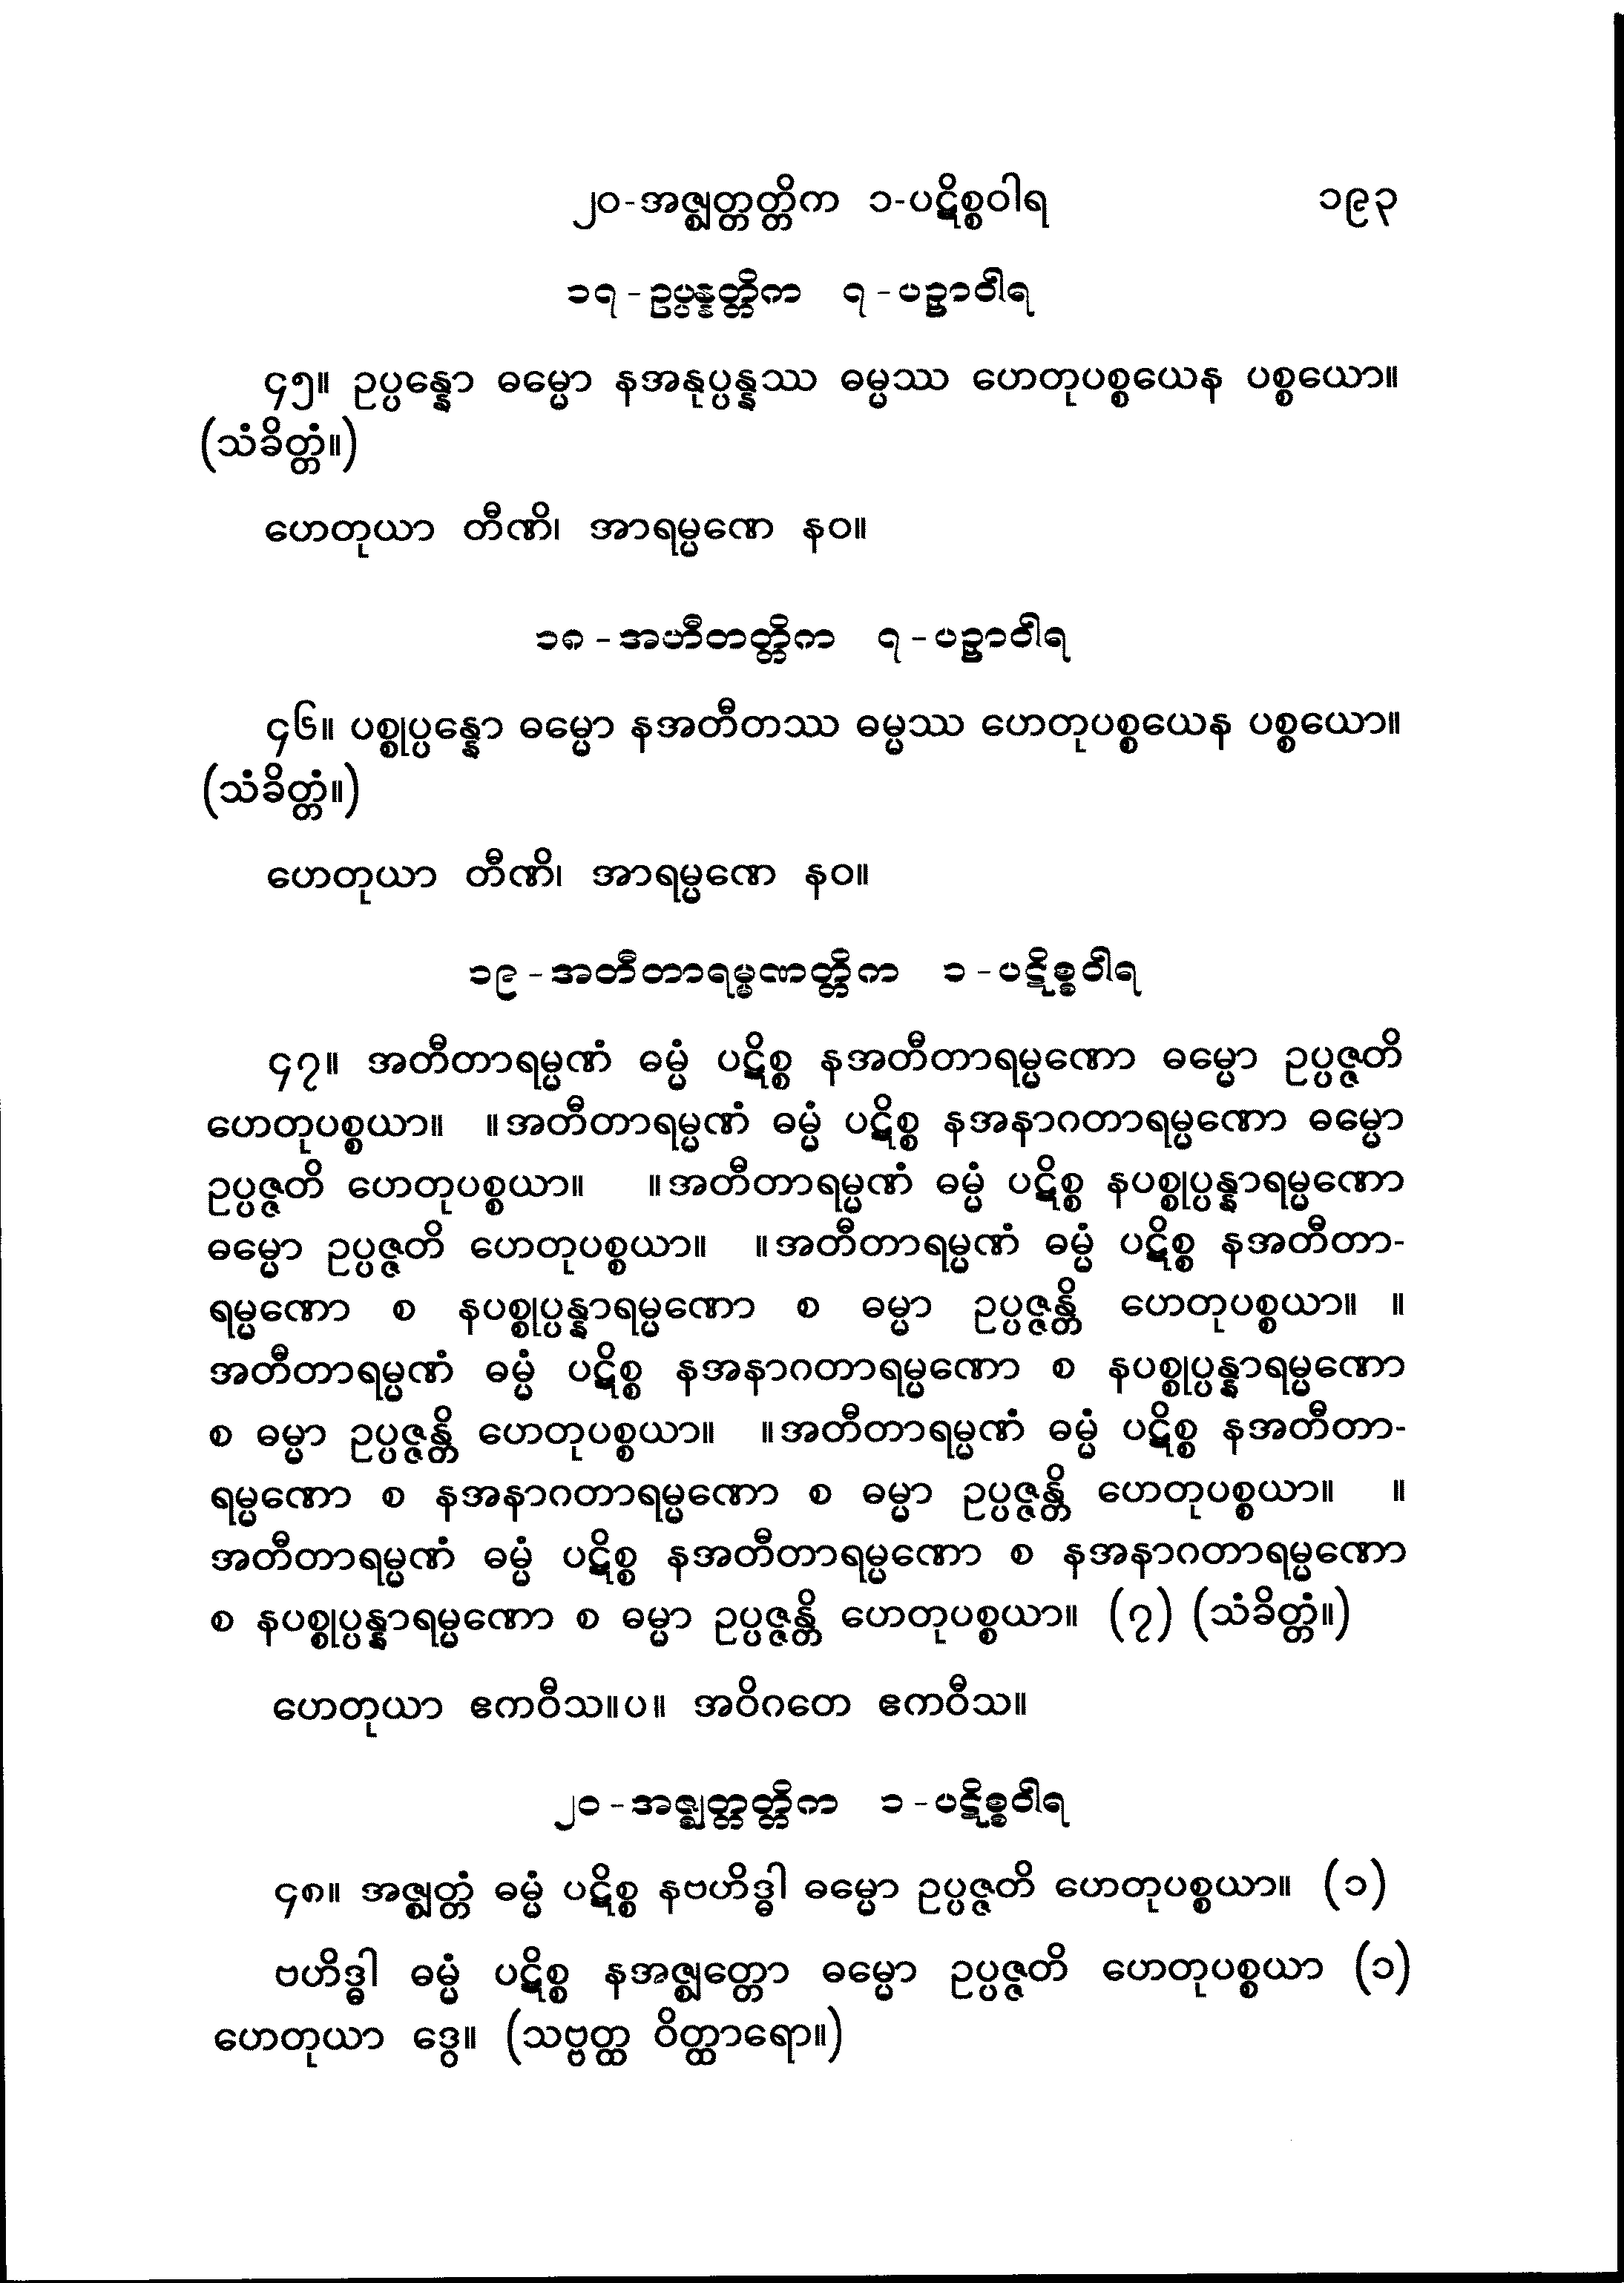 ၂၀-အဇ္ဈတ္တတ္တိက ၁-ပဋိစ္စဝါရ ၁၉၃
၁၇-ဥပ္ပန္နတ္တိက ၇-ပဉှာဝါရ
၄၅။ ဥပ္ပန္နော ဓမ္မော နအနုပ္ပန္နဿ ဓမ္မဿ ဟေတုပစ္စယေန ပစ္စယော။
(သံခိတ္တံ။)
ဟေတုယာ တီဏိ၊ အာရမ္မဏေ နဝ။
၁၈-အတီတတ္တိက ၇-ပဉှာဝါရ
၄၆။ ပစ္စုပ္ပန္နော ဓမ္မော နအတီတဿ ဓမ္မဿ ဟေတုပစ္စယေန ပစ္စယော။
(သံခိတ္တံ။)
ဟေတုယာ တီဏိ၊ အာရမ္မဏေ နဝ။
၁၉-အတီတာရမ္မဏတ္တိက ၁-ပဋိစ္စဝါရ
၄၇။ အတီတာရမ္မဏံ ဓမ္မံ ပဋိစ္စ နအတီတာရမ္မဏော ဓမ္မော ဥပ္ပဇ္ဇတိ
ဟေတုပစ္စယာ။ ။အတီတာရမ္မဏံ ဓမ္မံ ပဋိစ္စ နအနာဂတာရမ္မဏော ဓမ္မော
ဥပ္ပဇ္ဇတိ ဟေတုပစ္စယာ။ ။အတီတာရမ္မဏံ ဓမ္မံ ပဋိစ္စ နပစ္စုပ္ပန္နာရမ္မဏော
ဓမ္မော ဥပ္ပဇ္ဇတိ ဟေတုပစ္စယာ။ ။အတီတာရမ္မဏံ ဓမ္မံ ပဋိစ္စ နအတီတာ-
ရမ္မဏော စ နပစ္စုပ္ပန္နာရမ္မဏော စ ဓမ္မာ ဥပ္ပဇ္ဇန္တိ ဟေတုပစ္စယာ။ ။
အတီတာရမ္မဏံ ဓမ္မံ ပဋိစ္စ နအနာဂတာရမ္မဏော စ နပစ္စုပ္ပန္နာရမ္မဏော
စ ဓမ္မာ ဥပ္ပဇ္ဇန္တိ ဟေတုပစ္စယာ။ ။အတီတာရမ္မဏံ ဓမ္မံ ပဋိစ္စ နအတီတာ-
ရမ္မဏော စ နအနာဂတာရမ္မဏော စ ဓမ္မာ ဥပ္ပဇ္ဇန္တိ ဟေတုပစ္စယာ။ ။
အတီတာရမ္မဏံ ဓမ္မံ ပဋိစ္စ နအတီတာရမ္မဏော စ နအနာဂတာရမ္မဏော
စ နပစ္စုပ္ပန္နာရမ္မဏော စ ဓမ္မာ ဥပ္ပဇ္ဇန္တိ ဟေတုပစ္စယာ။ (၇) (သံခိတ္တံ။)
ဟေတုယာ ဧကဝီသ။ပ။ အဝိဂတေ ဧကဝီသ။
၂၀-အဇ္ဈတ္တတ္တိက ၁-ပဋိစ္စဝါရ
၄၈။ အဇ္ဈတ္တံ ဓမ္မံ ပဋိစ္စ နဗဟိဒ္ဓါ ဓမ္မော ဥပ္ပဇ္ဇတိ ဟေတုပစ္စယာ။ (၁)
ဗဟိဒ္ဓါ ဓမ္မံ ပဋိစ္စ နအဇ္ဈတ္တော ဓမ္မော ဥပ္ပဇ္ဇတိ ဟေတုပစ္စယာ (၁)
ဟေတုယာ ဒွေ။ (သဗ္ဗတ္ထ ဝိတ္ထာရော။)